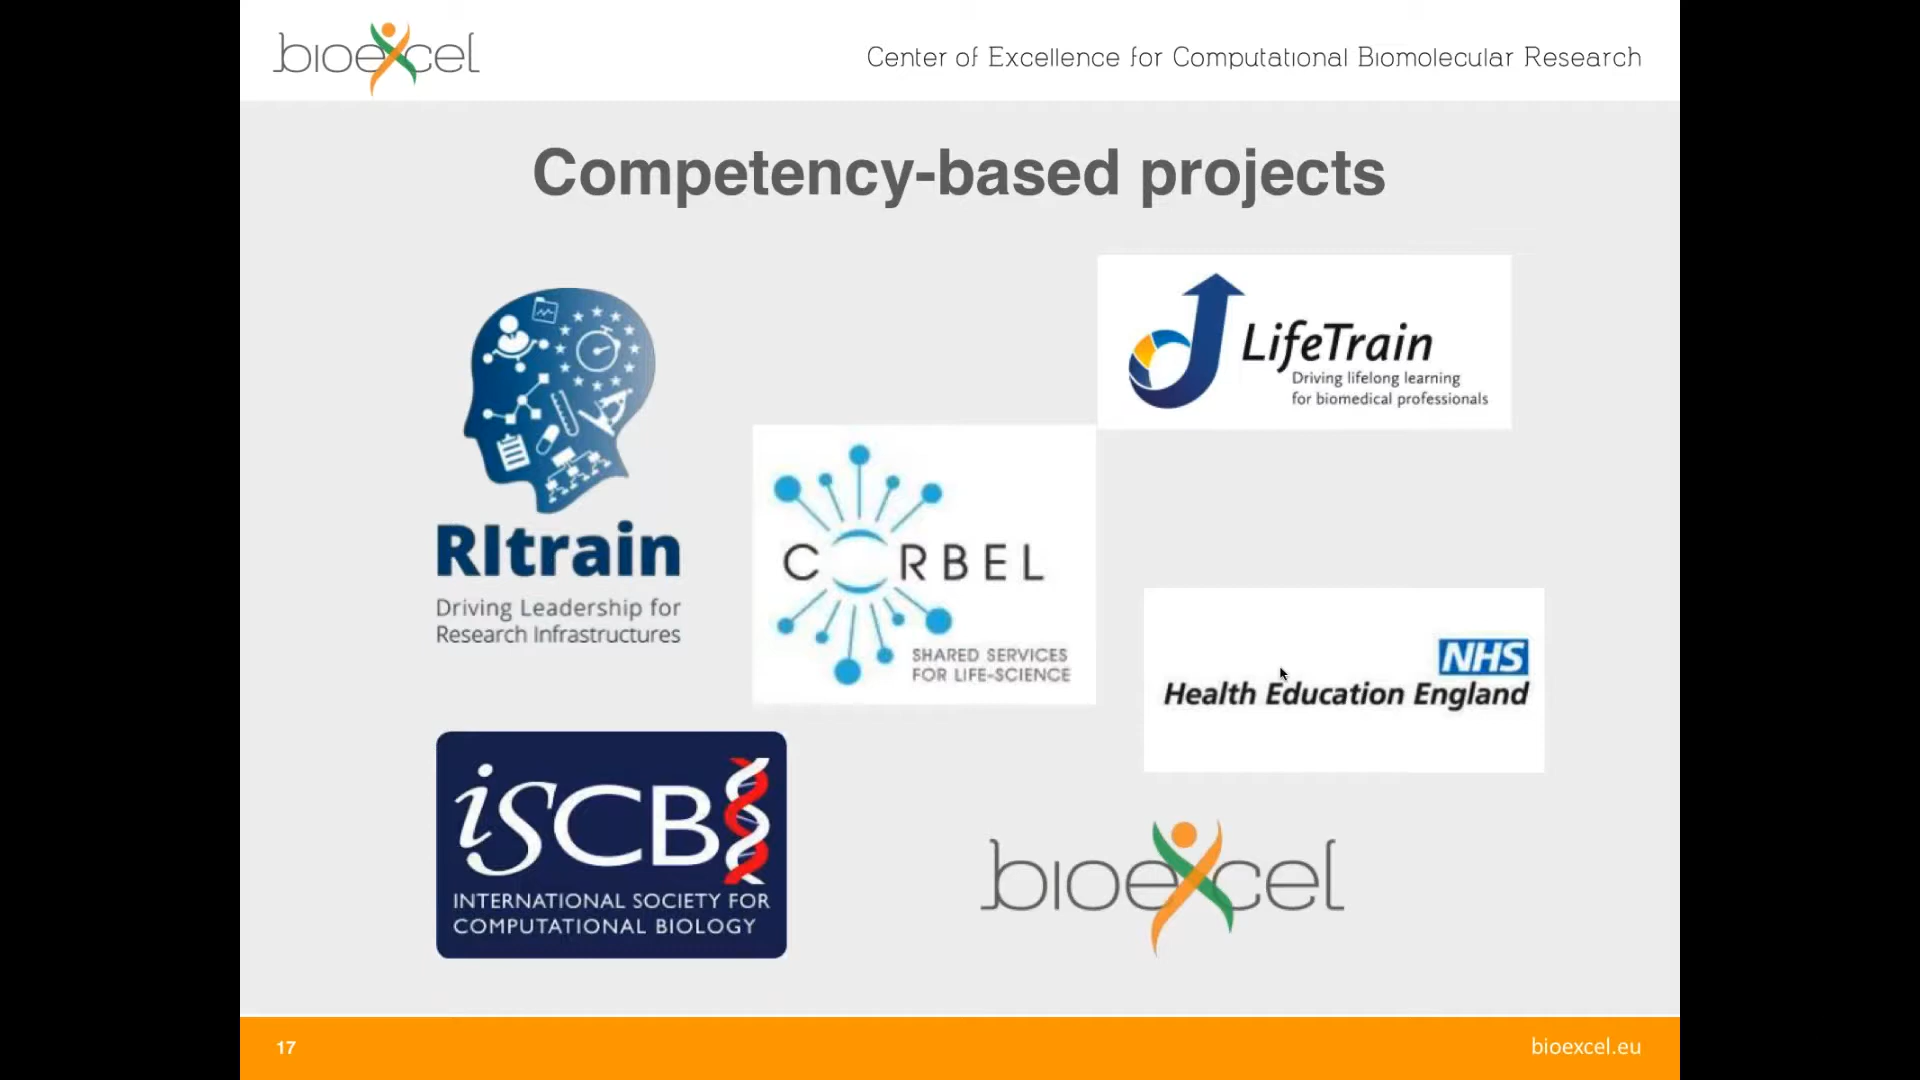 bioexcel
Center of Excellence for Computational Biomolecular Research
Competency-based projects
LifeTrain
Driving lifelong learning
for biomedical professionals
RItrain
Driving Leadership for
Research Infrastructures
CORBEL
SHARED SERVICES
FOR LIFE-SCIENCE
NHS
Health Education England
iSCB
INTERNATIONAL SOCIETY FOR
COMPUTATIONAL BIOLOGY
bioexcel
17
bioexcel.eu